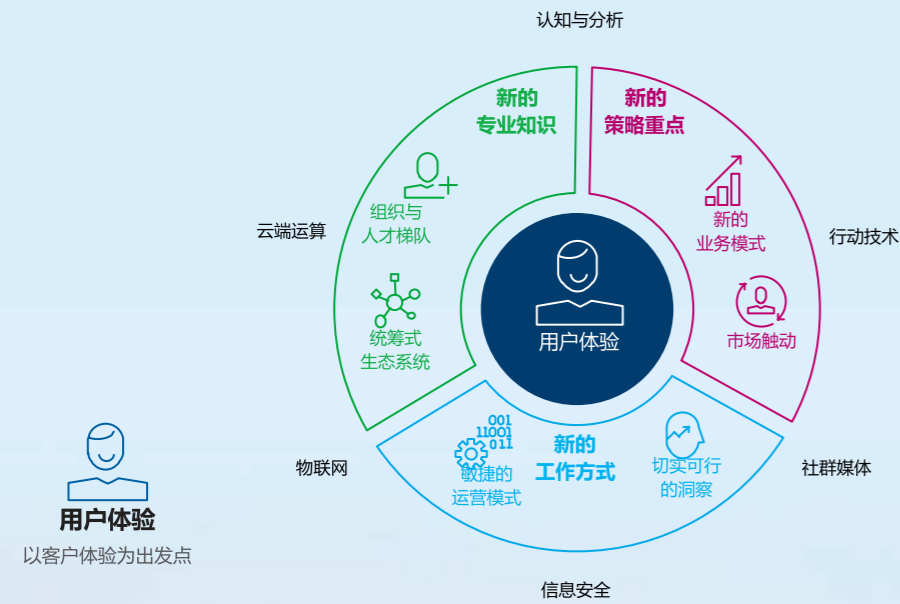 认知与分析
新的
专业知识
新的
策略重点
组织与
人才梯队
新的
业务模式
云端运算
行动技术
统筹式
生态系统
用户体验
市场触动
001
11001
011
新的
工作方式
敏捷的
运营模式
切实可行
的洞察
物联网
社群媒体
用户体验
以客户体验为出发点
信息安全